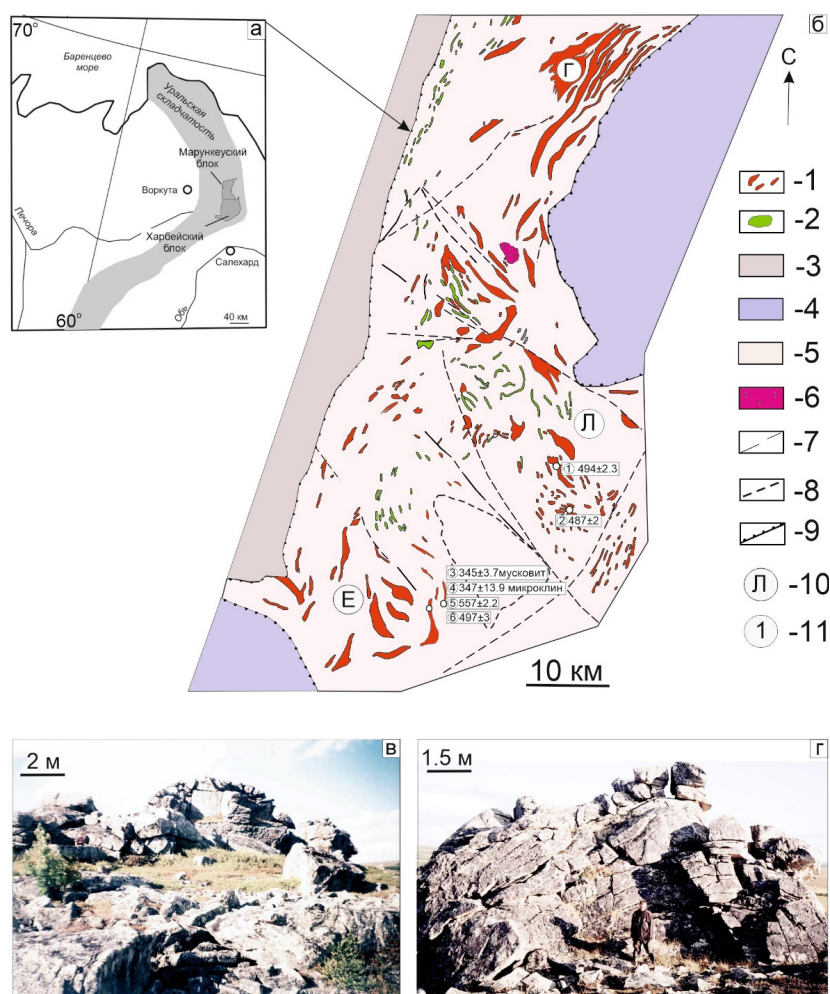 70°
а
Баренцево
море
Уральская
складчатость
Марункеуский
блок
Воркута
Печора
Харбейский
блок
Салехард
Обь
60°
40 км
б
С
Г
Л
Е
① 494±2.3
2 487±2
3 345±3.7мусковит
4 347±13.9 микроклин
5 557±2.2
6 497±3
10 км
-1
-2
-3
-4
-5
-6
-7
-8
-9
Л -10
1 -11
2 м
в
1.5 м
г